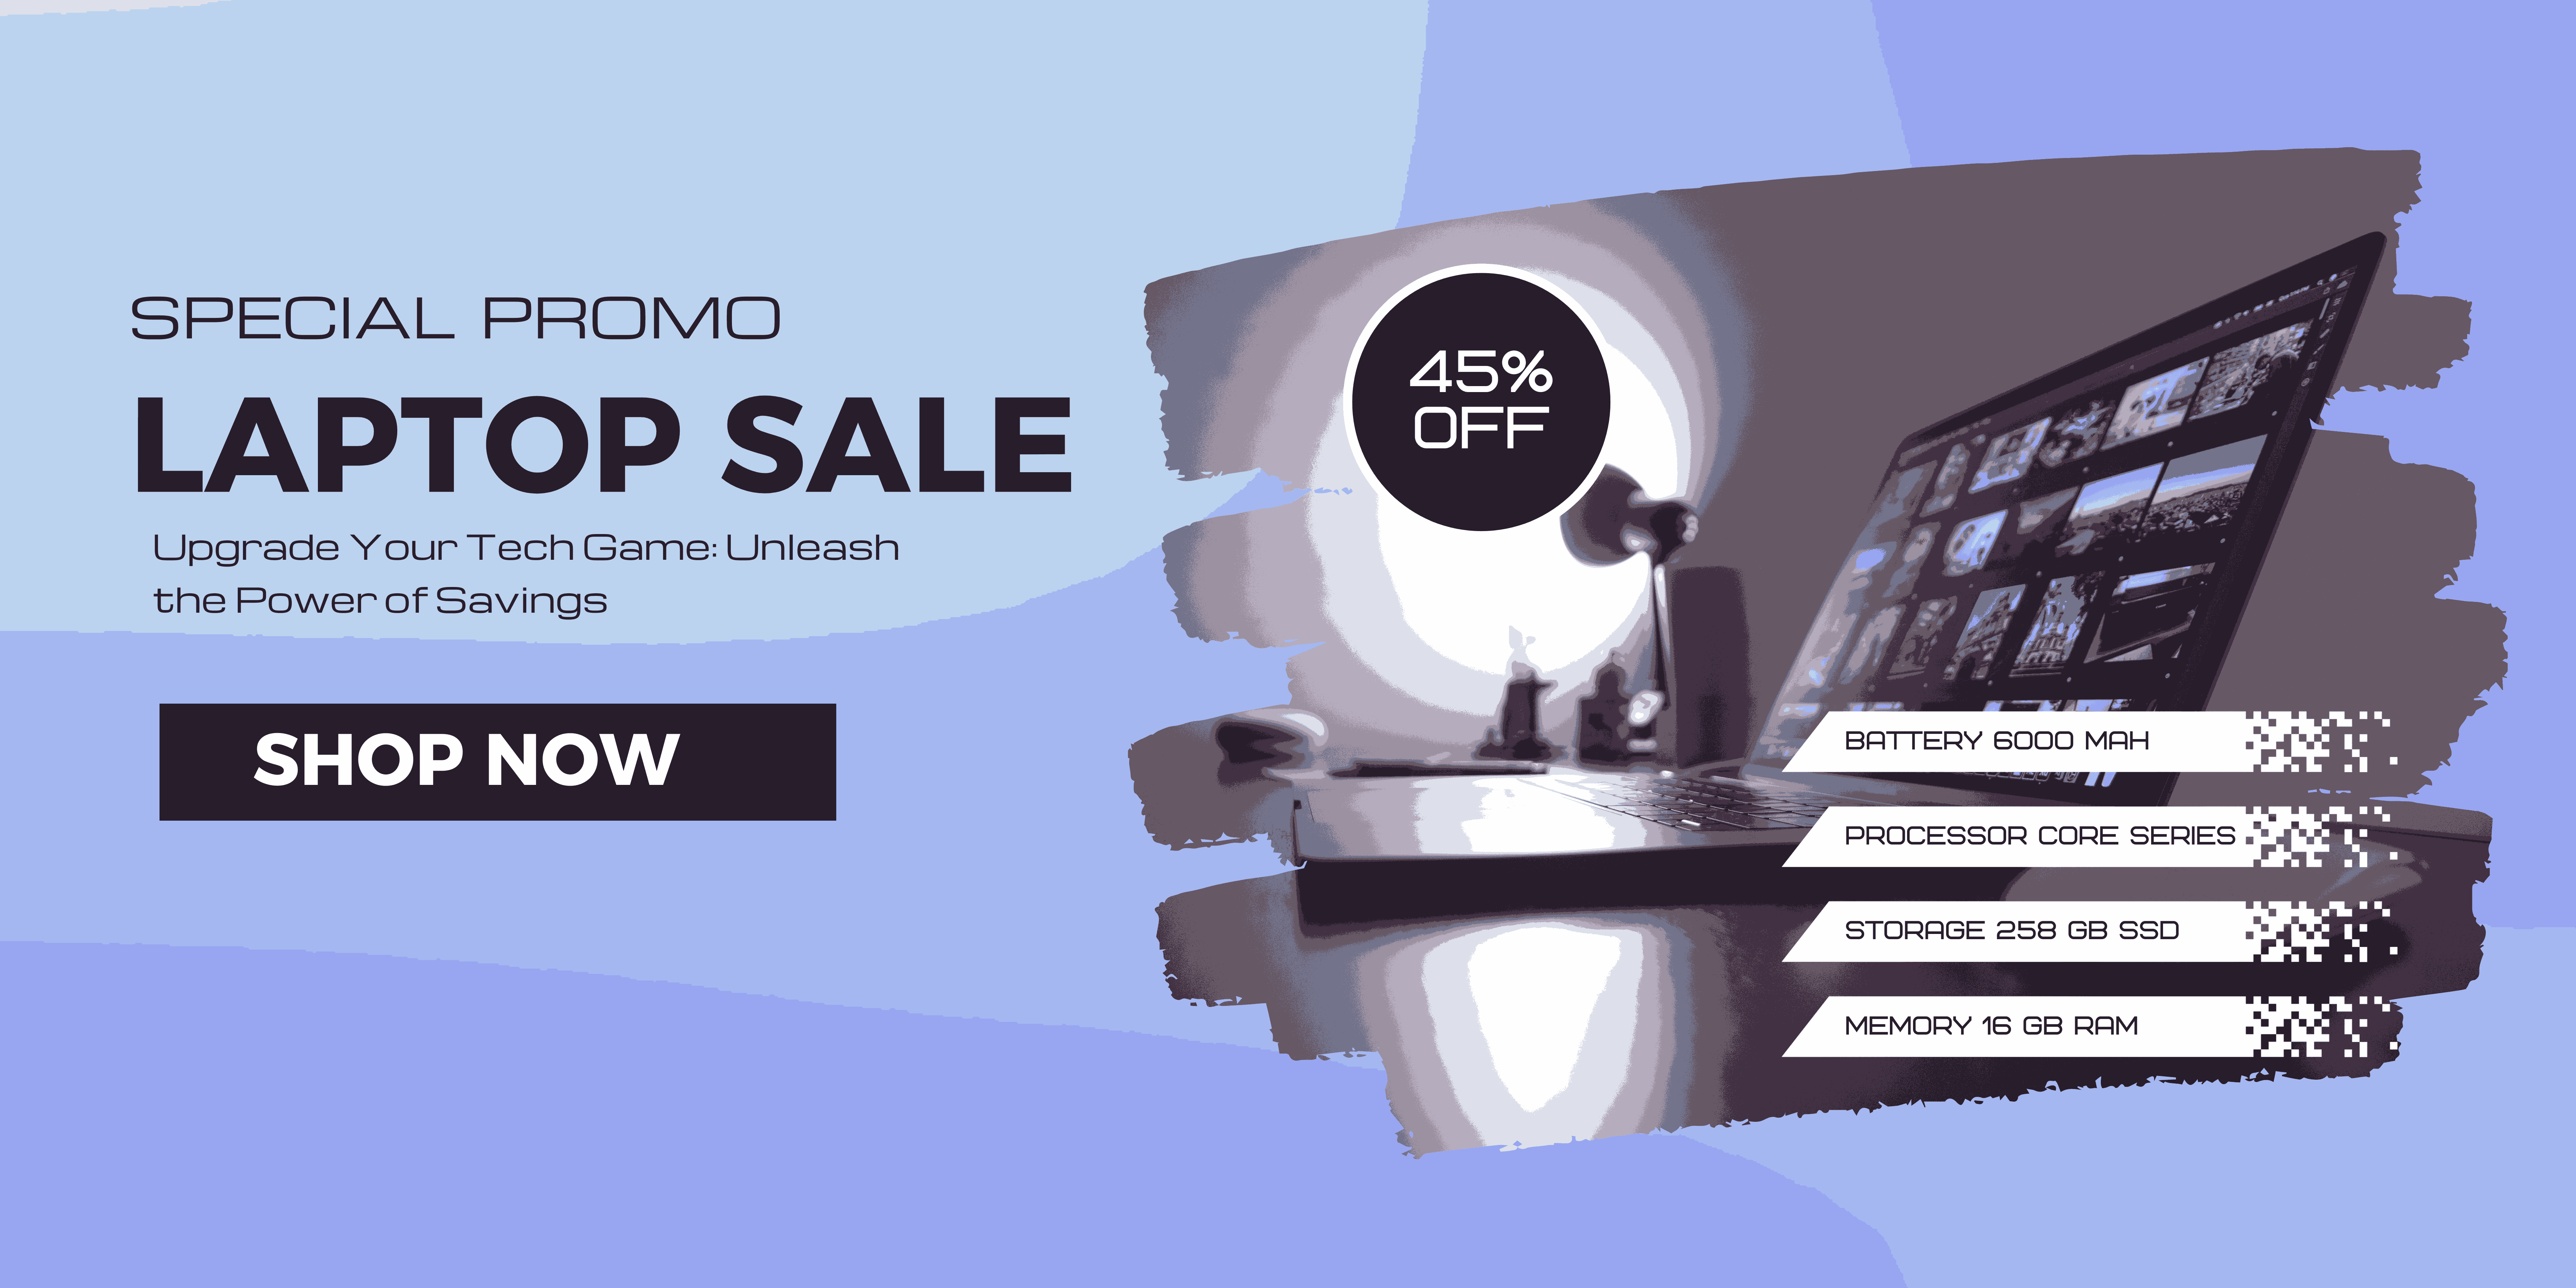 SPECIAL PROMO
LAPTOP SALE
Upgrade Your Tech Game: Unleash
the Power of Savings
SHOP NOW
45%
OFF
BATTERY 6000 MAH
PROCESSOR CORE SERIES
STORAGE 258 GB SSD
MEMORY 16 GB RAM